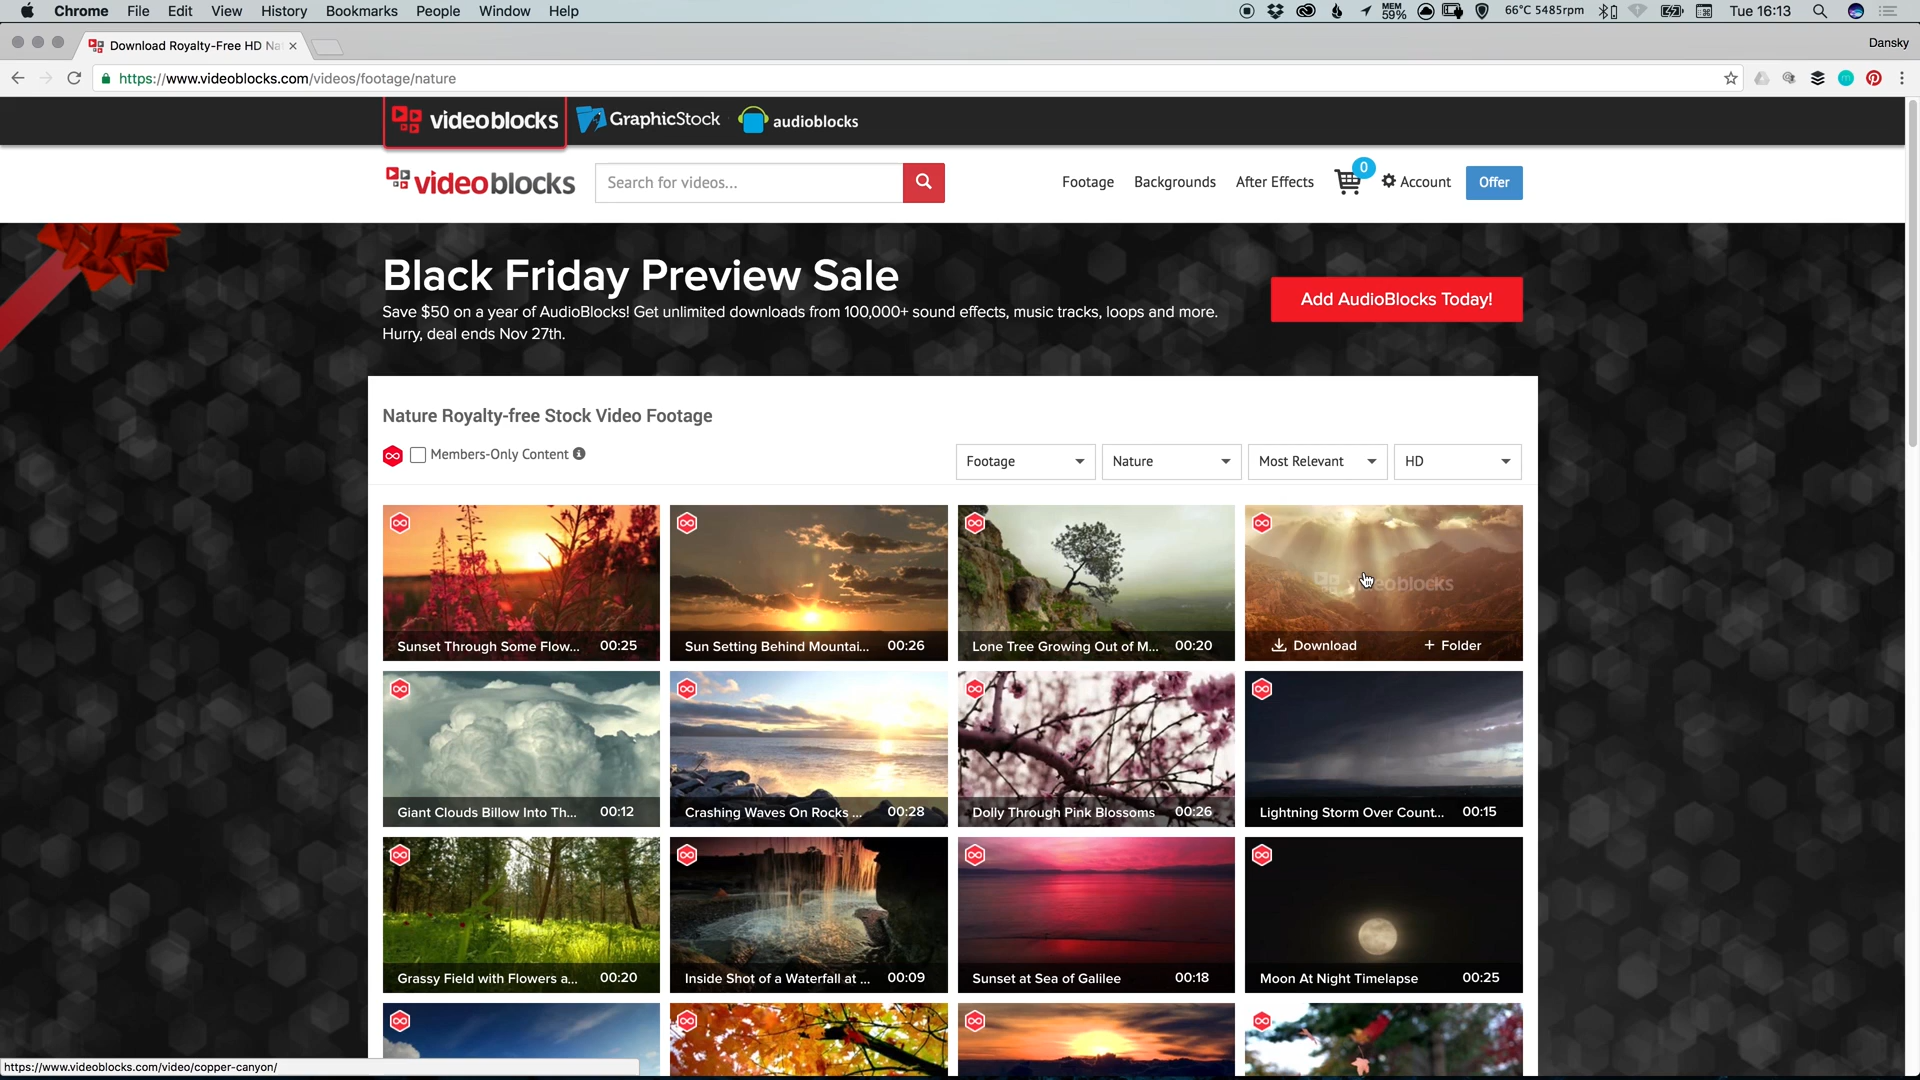 Chrome File Edit View History Bookmarks People Window Help MEM 59% 66°C 5485rpm Tue 16:13
Download Royalty-Free HD Na Dansky
https://www.videoblocks.com/videos/footage/nature
videoblocks GraphicStock audioblocks
videoblocks Search for videos... Footage Backgrounds After Effects 0 Account Offer
Black Friday Preview Sale
Save $50 on a year of AudioBlocks! Get unlimited downloads from 100,000+ sound effects, music tracks, loops and more.
Hurry, deal ends Nov 27th.
Add AudioBlocks Today!
Nature Royalty-free Stock Video Footage
Members-Only Content Footage Nature Most Relevant HD
Sunset Through Some Flow... 00:25 Sun Setting Behind Mountai... 00:26 Lone Tree Growing Out of M... 00:20 Download + Folder
Giant Clouds Billow Into Th... 00:12 Crashing Waves On Rocks ... 00:28 Dolly Through Pink Blossoms 00:26 Lightning Storm Over Count... 00:15
Grassy Field with Flowers a... 00:20 Inside Shot of a Waterfall at ... 00:09 Sunset at Sea of Galilee 00:18 Moon At Night Timelapse 00:25
https://www.videoblocks.com/video/copper-canyon/